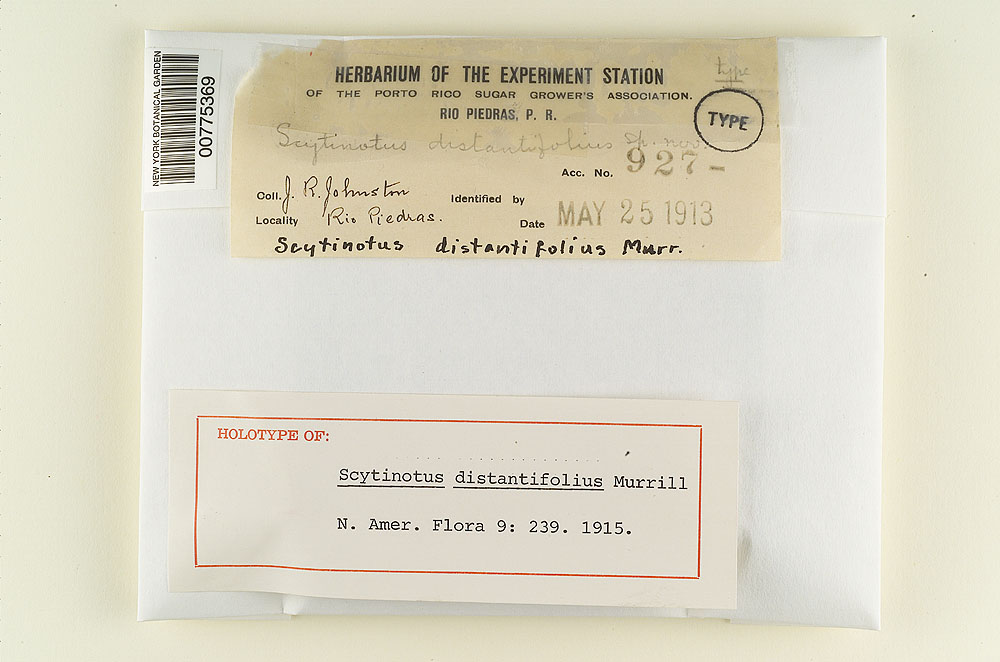 NEW YORK BOTANICAL GARDEN
00775369
type
HERBARIUM OF THE EXPERIMENT STATION
OF THE PORTO RICO SUGAR GROWER'S ASSOCIATION.
RIO PIEDRAS, P. R.
TYPE
Scytinotus distantifolius Sp. nov.
Acc. No. 927-
Coll. J. R. Johnston Identified by
Locality Rio Piedras. Date MAY 25 1913
Scytinotus distantifolius Murr.
HOLOTYPE OF:
Scytinotus distantifolius Murrill
N. Amer. Flora 9: 239. 1915.